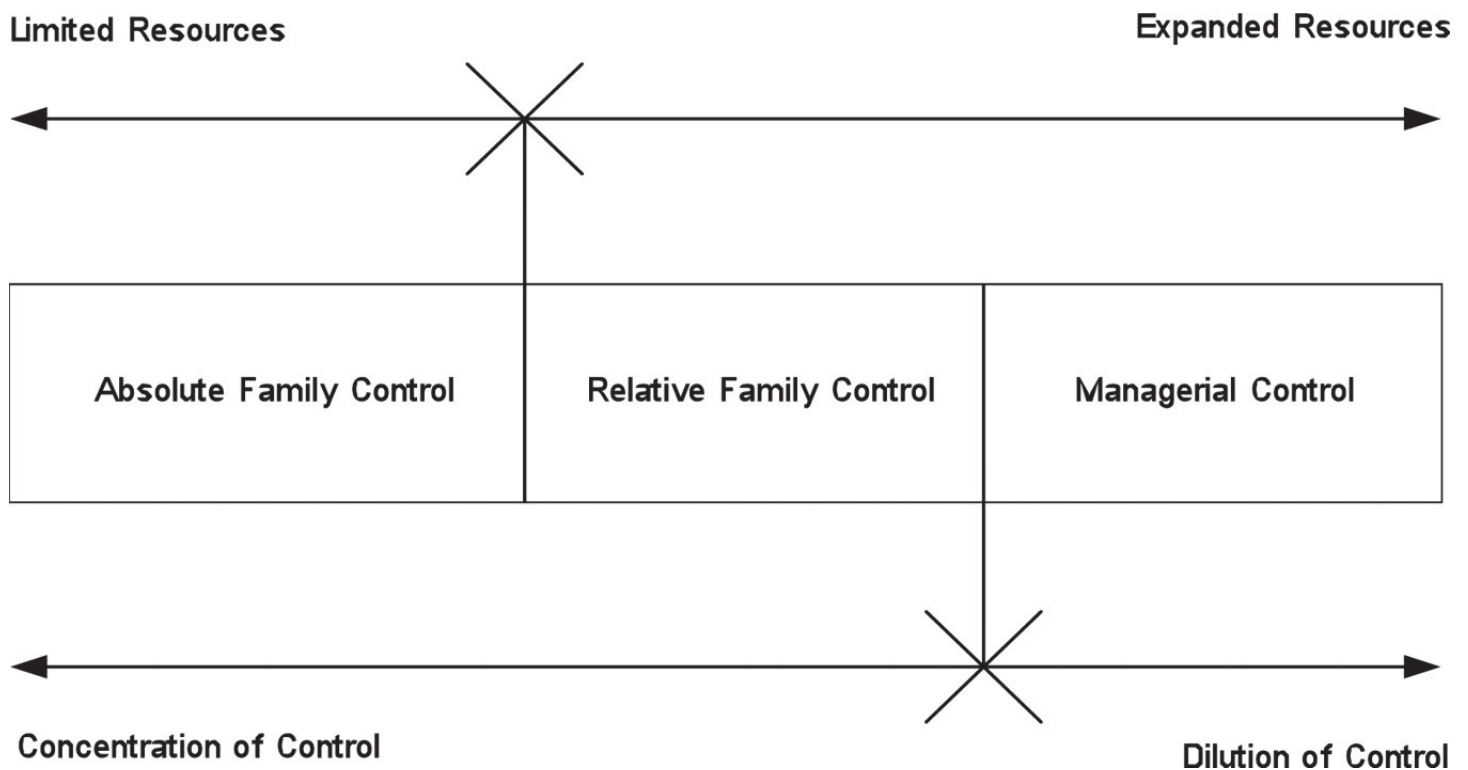 Limited Resources
Expanded Resources
Absolute Family Control
Relative Family Control
Managerial Control
Concentration of Control
Dilution of Control